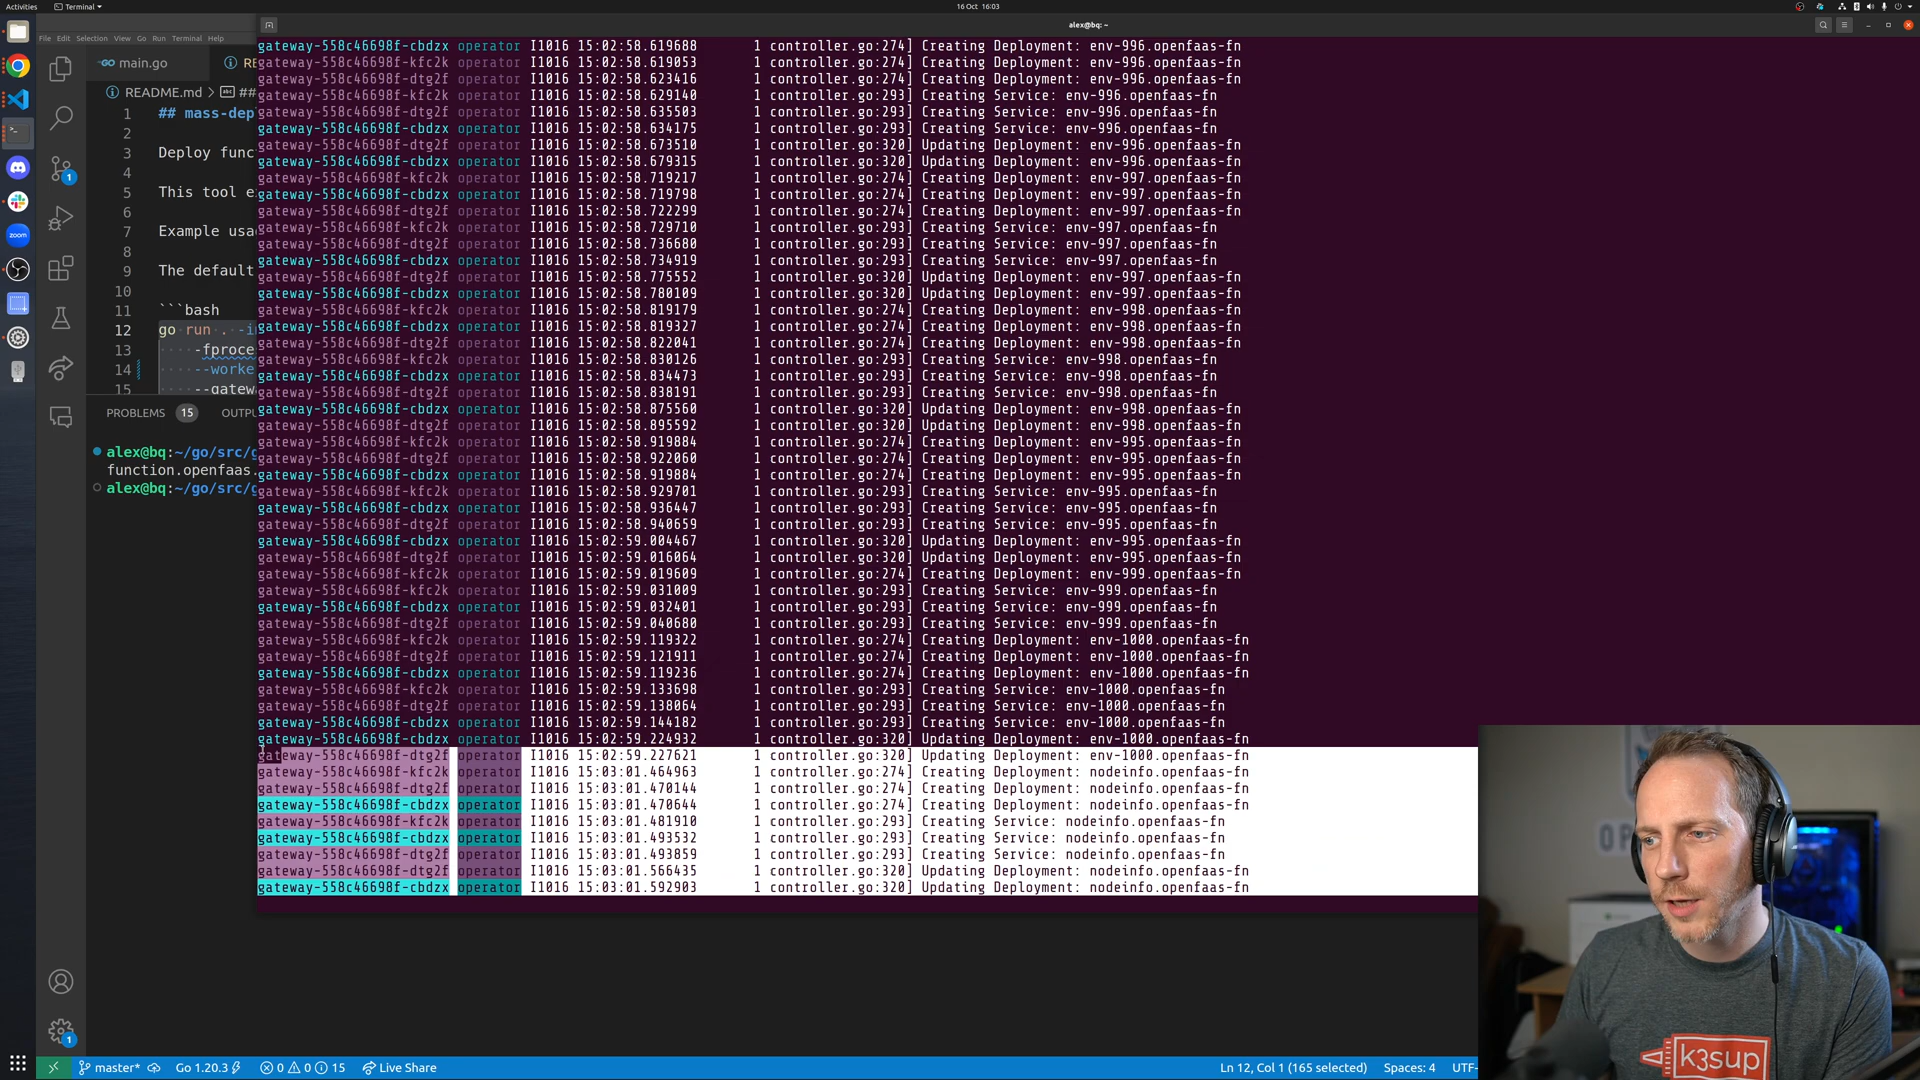 Activities
Terminal
16 Oct 16:03
alex@bq: ~
File Edit Selection View Go Run Terminal Help
main.go
README.md > ##
1 ## mass-dep
2
3 Deploy func
4
5 This tool e
6
7 Example usa
8
9 The default
10
11 ```bash
12 go run . -i
13 -fproce
14 --worke
15 --gatew
PROBLEMS 15 OUTPU
alex@bq:~/go/src/g
function.openfaas.
alex@bq:~/go/src/g
gateway-558c46698f-cbdzx operator I1016 15:02:58.619688 1 controller.go:274] Creating Deployment: env-996.openfaas-fn
gateway-558c46698f-kfc2k operator I1016 15:02:58.619053 1 controller.go:274] Creating Deployment: env-996.openfaas-fn
gateway-558c46698f-dtg2f operator I1016 15:02:58.623416 1 controller.go:274] Creating Deployment: env-996.openfaas-fn
gateway-558c46698f-kfc2k operator I1016 15:02:58.629140 1 controller.go:293] Creating Service: env-996.openfaas-fn
gateway-558c46698f-dtg2f operator I1016 15:02:58.635503 1 controller.go:293] Creating Service: env-996.openfaas-fn
gateway-558c46698f-cbdzx operator I1016 15:02:58.634175 1 controller.go:293] Creating Service: env-996.openfaas-fn
gateway-558c46698f-dtg2f operator I1016 15:02:58.673510 1 controller.go:320] Updating Deployment: env-996.openfaas-fn
gateway-558c46698f-cbdzx operator I1016 15:02:58.679315 1 controller.go:320] Updating Deployment: env-996.openfaas-fn
gateway-558c46698f-kfc2k operator I1016 15:02:58.719217 1 controller.go:274] Creating Deployment: env-997.openfaas-fn
gateway-558c46698f-cbdzx operator I1016 15:02:58.719798 1 controller.go:274] Creating Deployment: env-997.openfaas-fn
gateway-558c46698f-dtg2f operator I1016 15:02:58.722299 1 controller.go:274] Creating Deployment: env-997.openfaas-fn
gateway-558c46698f-kfc2k operator I1016 15:02:58.729710 1 controller.go:293] Creating Service: env-997.openfaas-fn
gateway-558c46698f-dtg2f operator I1016 15:02:58.736680 1 controller.go:293] Creating Service: env-997.openfaas-fn
gateway-558c46698f-cbdzx operator I1016 15:02:58.734919 1 controller.go:293] Creating Service: env-997.openfaas-fn
gateway-558c46698f-dtg2f operator I1016 15:02:58.775552 1 controller.go:320] Updating Deployment: env-997.openfaas-fn
gateway-558c46698f-cbdzx operator I1016 15:02:58.780109 1 controller.go:320] Updating Deployment: env-997.openfaas-fn
gateway-558c46698f-kfc2k operator I1016 15:02:58.819179 1 controller.go:274] Creating Deployment: env-998.openfaas-fn
gateway-558c46698f-cbdzx operator I1016 15:02:58.819327 1 controller.go:274] Creating Deployment: env-998.openfaas-fn
gateway-558c46698f-dtg2f operator I1016 15:02:58.822041 1 controller.go:274] Creating Deployment: env-998.openfaas-fn
gateway-558c46698f-kfc2k operator I1016 15:02:58.830126 1 controller.go:293] Creating Service: env-998.openfaas-fn
gateway-558c46698f-cbdzx operator I1016 15:02:58.834473 1 controller.go:293] Creating Service: env-998.openfaas-fn
gateway-558c46698f-dtg2f operator I1016 15:02:58.838191 1 controller.go:293] Creating Service: env-998.openfaas-fn
gateway-558c46698f-cbdzx operator I1016 15:02:58.875560 1 controller.go:320] Updating Deployment: env-998.openfaas-fn
gateway-558c46698f-dtg2f operator I1016 15:02:58.895592 1 controller.go:320] Updating Deployment: env-998.openfaas-fn
gateway-558c46698f-kfc2k operator I1016 15:02:58.919884 1 controller.go:274] Creating Deployment: env-995.openfaas-fn
gateway-558c46698f-dtg2f operator I1016 15:02:58.922060 1 controller.go:274] Creating Deployment: env-995.openfaas-fn
gateway-558c46698f-cbdzx operator I1016 15:02:58.919884 1 controller.go:274] Creating Deployment: env-995.openfaas-fn
gateway-558c46698f-kfc2k operator I1016 15:02:58.929701 1 controller.go:293] Creating Service: env-995.openfaas-fn
gateway-558c46698f-cbdzx operator I1016 15:02:58.936447 1 controller.go:293] Creating Service: env-995.openfaas-fn
gateway-558c46698f-dtg2f operator I1016 15:02:58.940659 1 controller.go:293] Creating Service: env-995.openfaas-fn
gateway-558c46698f-cbdzx operator I1016 15:02:59.004467 1 controller.go:320] Updating Deployment: env-995.openfaas-fn
gateway-558c46698f-dtg2f operator I1016 15:02:59.016064 1 controller.go:320] Updating Deployment: env-995.openfaas-fn
gateway-558c46698f-kfc2k operator I1016 15:02:59.019609 1 controller.go:274] Creating Deployment: env-999.openfaas-fn
gateway-558c46698f-kfc2k operator I1016 15:02:59.031009 1 controller.go:293] Creating Service: env-999.openfaas-fn
gateway-558c46698f-cbdzx operator I1016 15:02:59.032401 1 controller.go:293] Creating Service: env-999.openfaas-fn
gateway-558c46698f-dtg2f operator I1016 15:02:59.040680 1 controller.go:293] Creating Service: env-999.openfaas-fn
gateway-558c46698f-kfc2k operator I1016 15:02:59.119322 1 controller.go:274] Creating Deployment: env-1000.openfaas-fn
gateway-558c46698f-dtg2f operator I1016 15:02:59.121911 1 controller.go:274] Creating Deployment: env-1000.openfaas-fn
gateway-558c46698f-cbdzx operator I1016 15:02:59.119236 1 controller.go:274] Creating Deployment: env-1000.openfaas-fn
gateway-558c46698f-kfc2k operator I1016 15:02:59.133698 1 controller.go:293] Creating Service: env-1000.openfaas-fn
gateway-558c46698f-dtg2f operator I1016 15:02:59.138064 1 controller.go:293] Creating Service: env-1000.openfaas-fn
gateway-558c46698f-cbdzx operator I1016 15:02:59.144182 1 controller.go:293] Creating Service: env-1000.openfaas-fn
gateway-558c46698f-cbdzx operator I1016 15:02:59.224932 1 controller.go:320] Updating Deployment: env-1000.openfaas-fn
gateway-558c46698f-dtg2f operator I1016 15:02:59.227621 1 controller.go:320] Updating Deployment: env-1000.openfaas-fn
gateway-558c46698f-kfc2k operator I1016 15:03:01.464963 1 controller.go:274] Creating Deployment: nodeinfo.openfaas-fn
gateway-558c46698f-dtg2f operator I1016 15:03:01.470144 1 controller.go:274] Creating Deployment: nodeinfo.openfaas-fn
gateway-558c46698f-cbdzx operator I1016 15:03:01.470644 1 controller.go:274] Creating Deployment: nodeinfo.openfaas-fn
gateway-558c46698f-kfc2k operator I1016 15:03:01.481910 1 controller.go:293] Creating Service: nodeinfo.openfaas-fn
gateway-558c46698f-cbdzx operator I1016 15:03:01.493532 1 controller.go:293] Creating Service: nodeinfo.openfaas-fn
gateway-558c46698f-dtg2f operator I1016 15:03:01.493859 1 controller.go:293] Creating Service: nodeinfo.openfaas-fn
gateway-558c46698f-dtg2f operator I1016 15:03:01.566435 1 controller.go:320] Updating Deployment: nodeinfo.openfaas-fn
gateway-558c46698f-cbdzx operator I1016 15:03:01.592903 1 controller.go:320] Updating Deployment: nodeinfo.openfaas-fn
zoom
k3sup
master* Go 1.20.3 0 0 15 Live Share
Ln 12, Col 1 (165 selected) Spaces: 4 UTF-